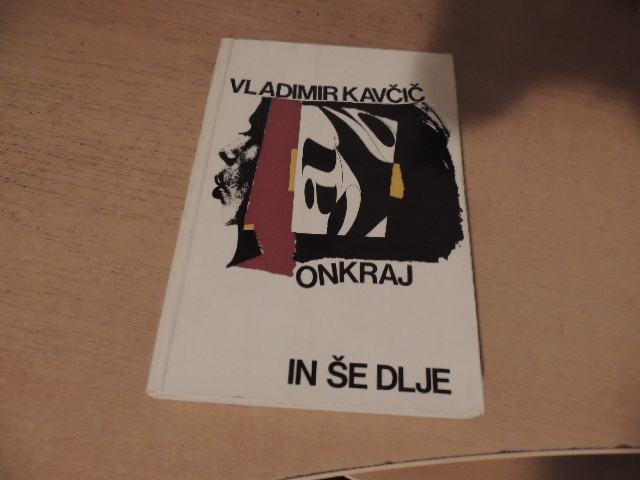 VLADIMIR KAVČIČ
ONKRAJ
IN ŠE DLJE